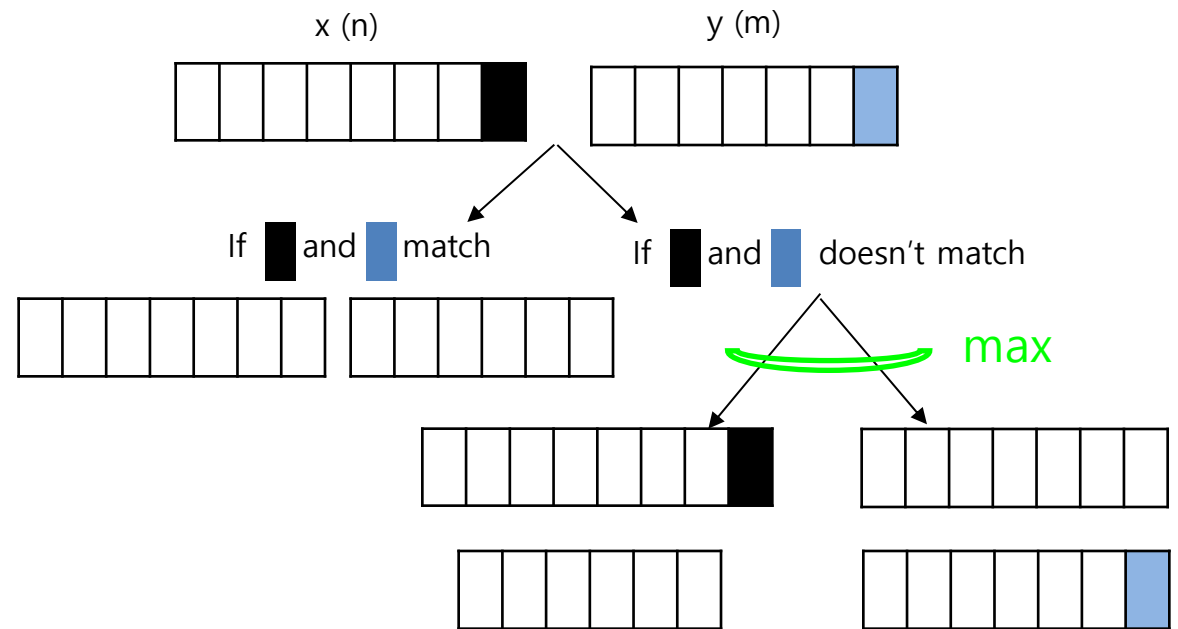 x (n)
y (m)
If and match
If and doesn't match
max